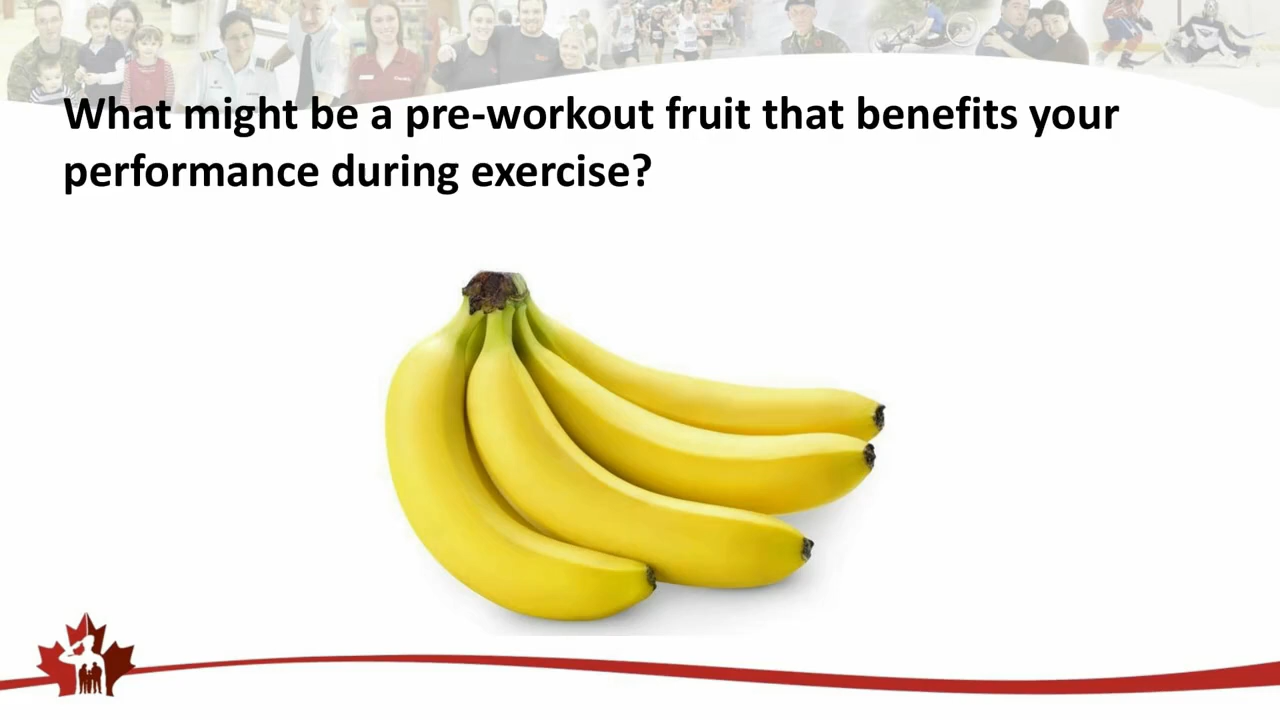 What might be a pre-workout fruit that benefits your
performance during exercise?